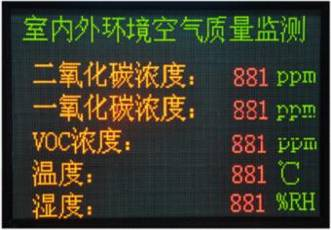 室内外环境空气质量监测
二氧化碳浓度： 881 ppm
一氧化碳浓度： 881 ppm
VOC浓度： 881 ppm
温度： 881 ℃
湿度： 881 %RH